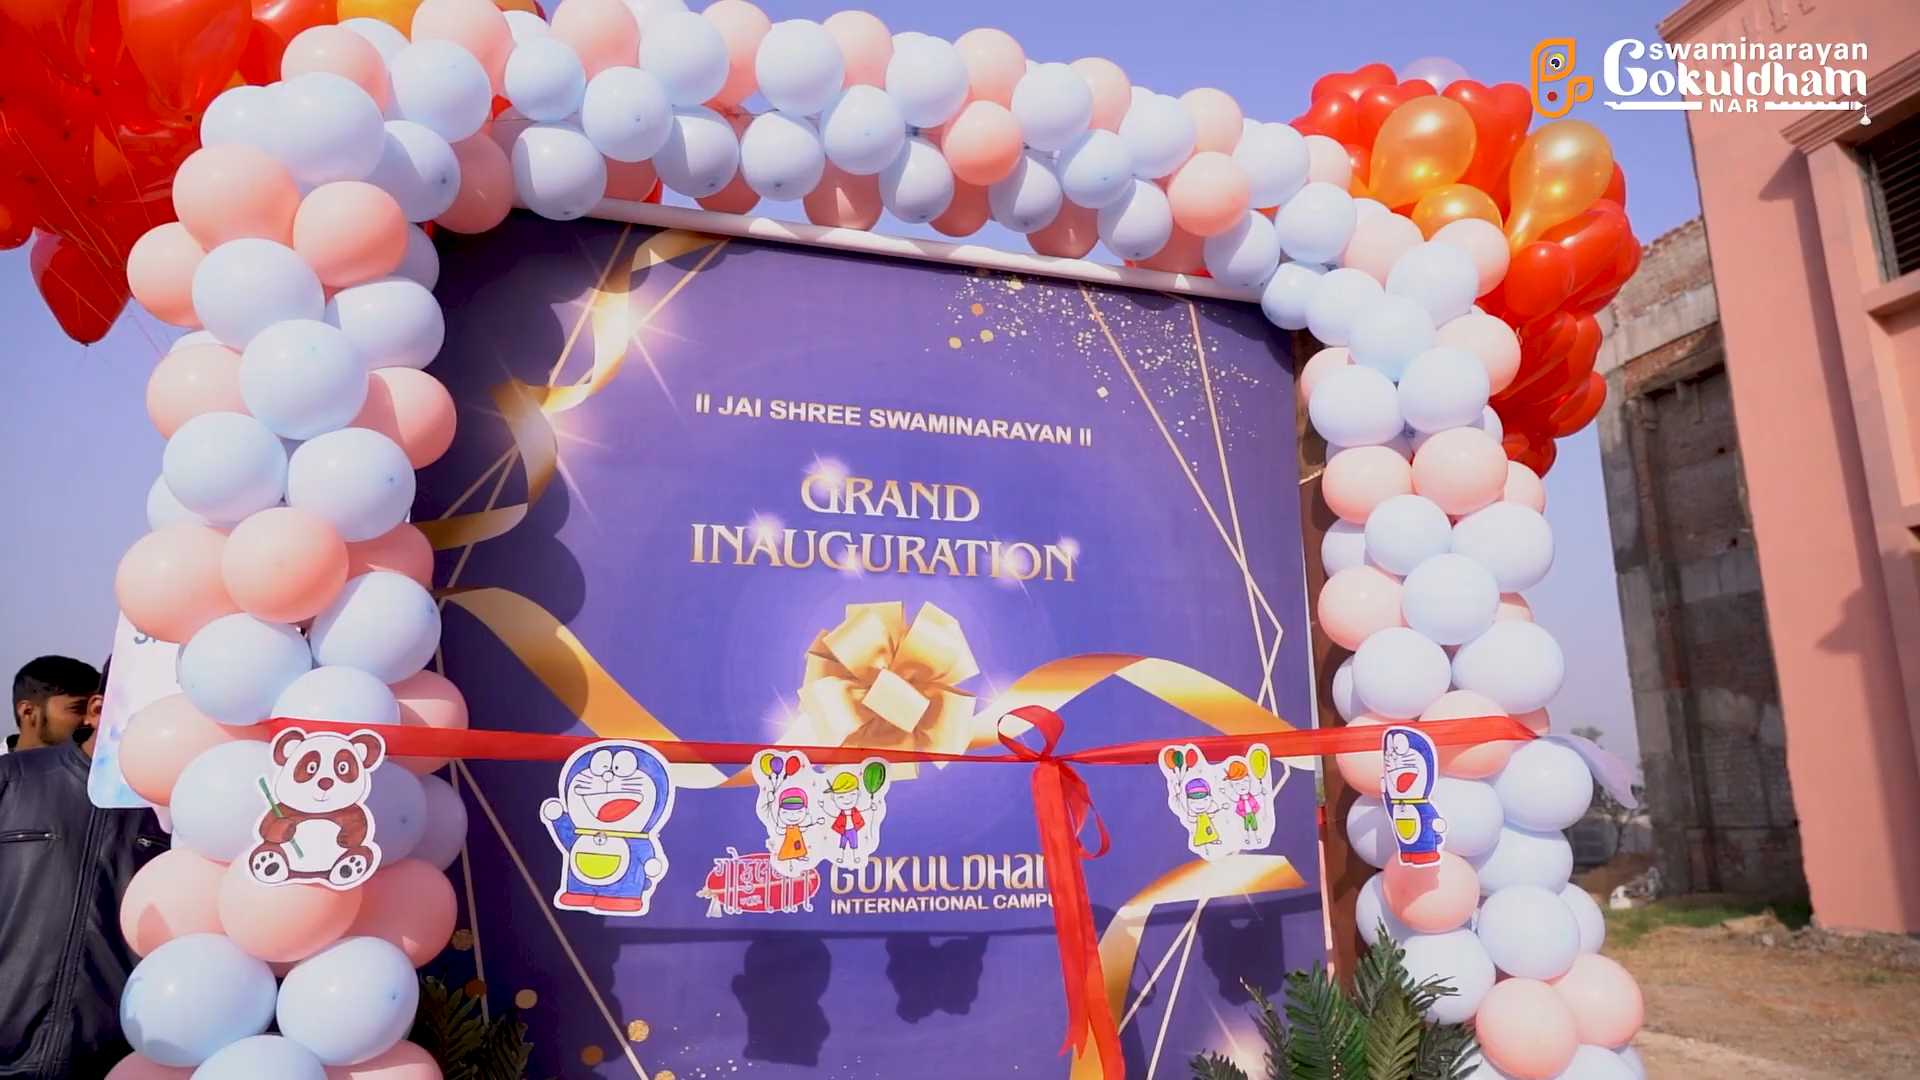 swaminarayan
Gokuldham
NAR
II JAI SHREE SWAMINARAYAN II
GRAND
INAUGURATION
GOKULDHAM
INTERNATIONAL CAMPU